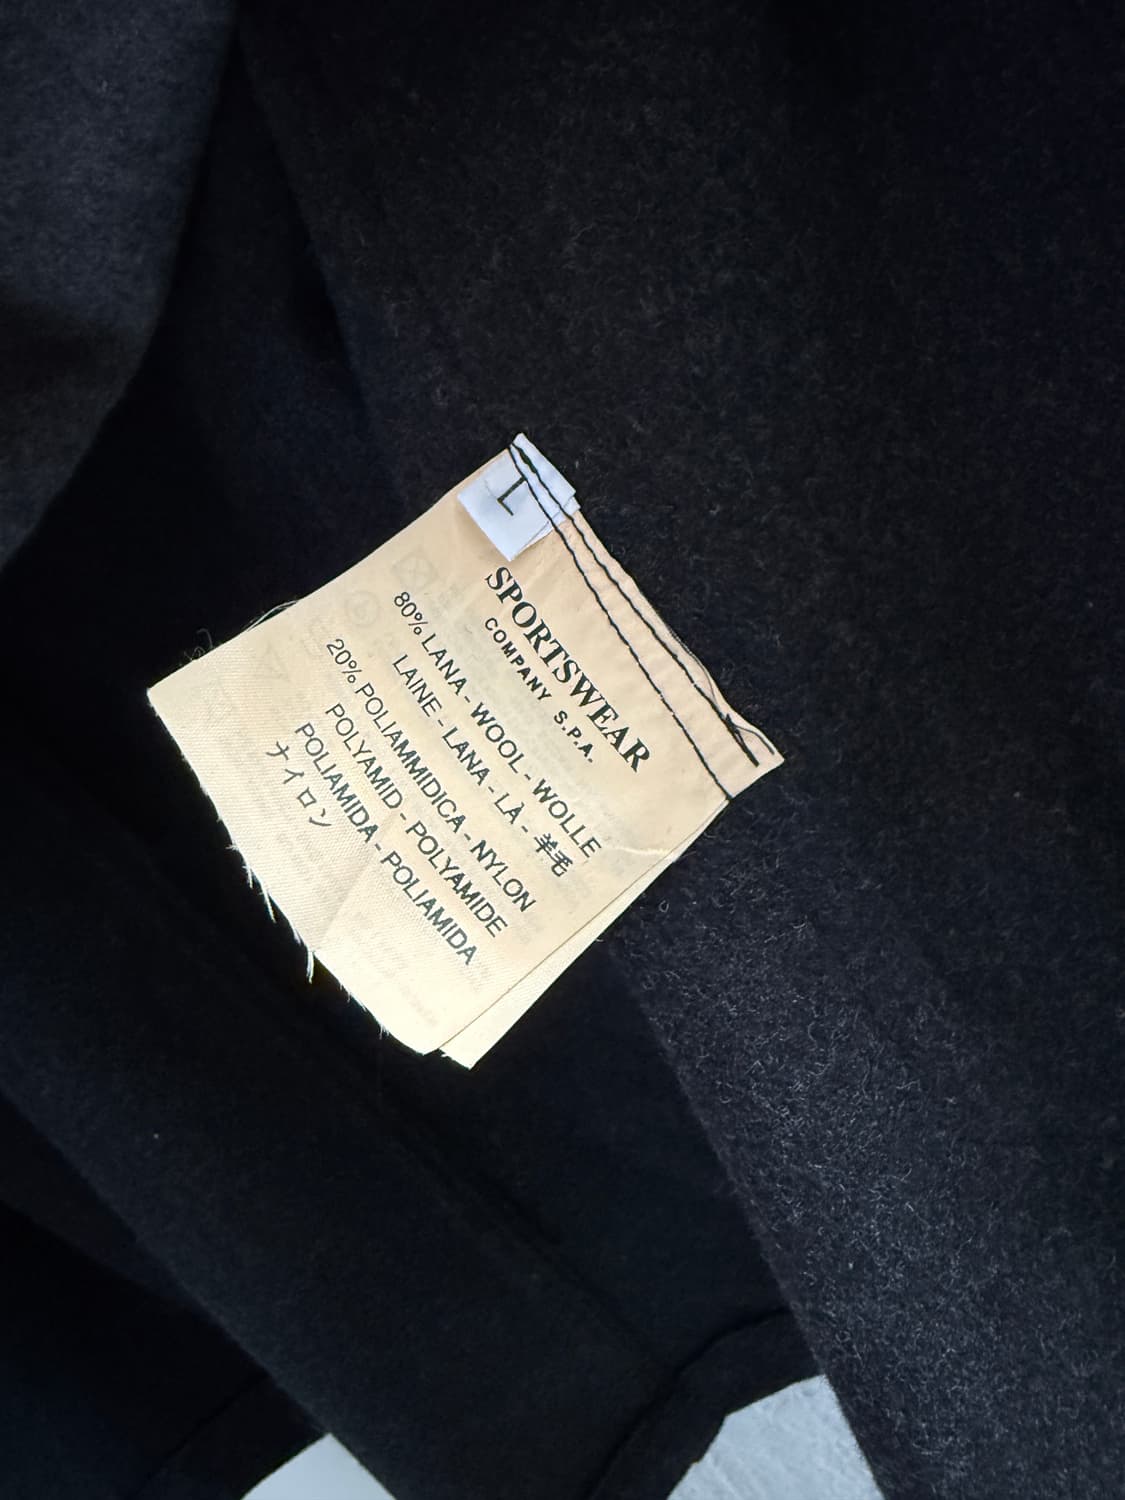 L
SPORTSWEAR
COMPANY S.P.A.
80% LANA - WOOL - WOLLE
LAINE - LANA - LÀ - 羊毛
20% POLIAMMIDICA - NYLON
POLYAMID - POLYAMIDE
POLIAMIDA - POLIAMIDA
ナイロン